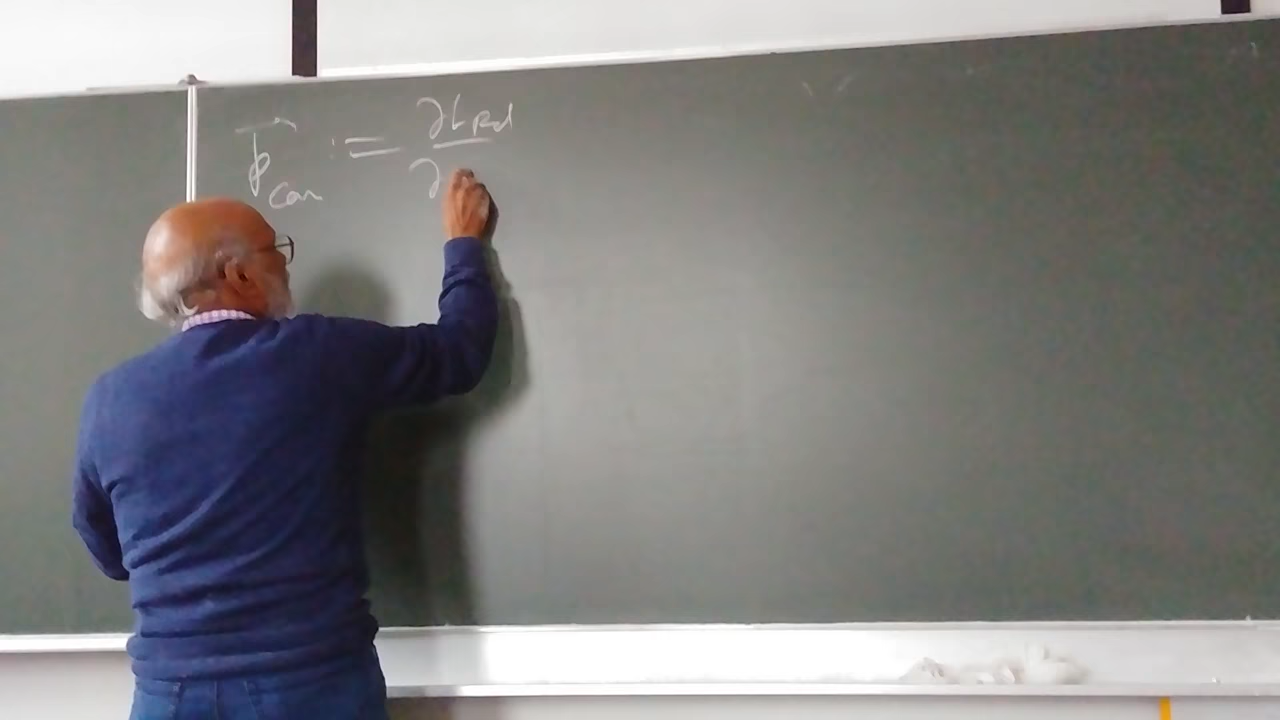 p⃗_can := ∂L_Rel / ∂